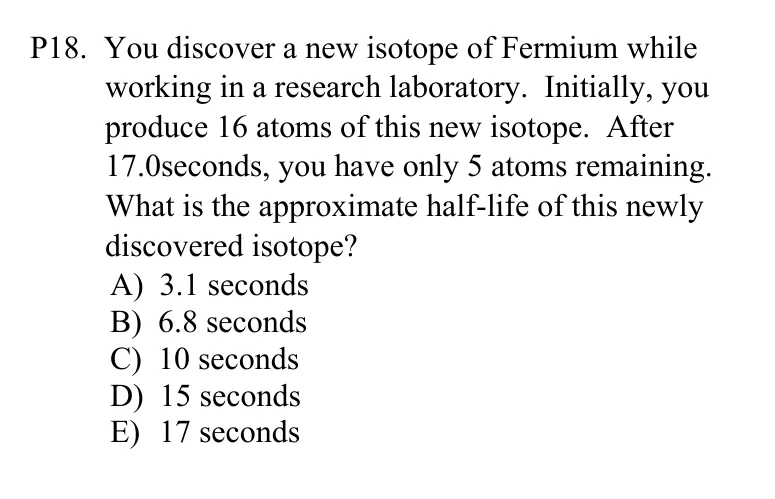 P18. You discover a new isotope of Fermium while
working in a research laboratory. Initially, you
produce 16 atoms of this new isotope. After
17.0seconds, you have only 5 atoms remaining.
What is the approximate half-life of this newly
discovered isotope?
A) 3.1 seconds
B) 6.8 seconds
C) 10 seconds
D) 15 seconds
E) 17 seconds